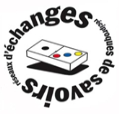 réseaux d'échanges
réciproques
de savoirs